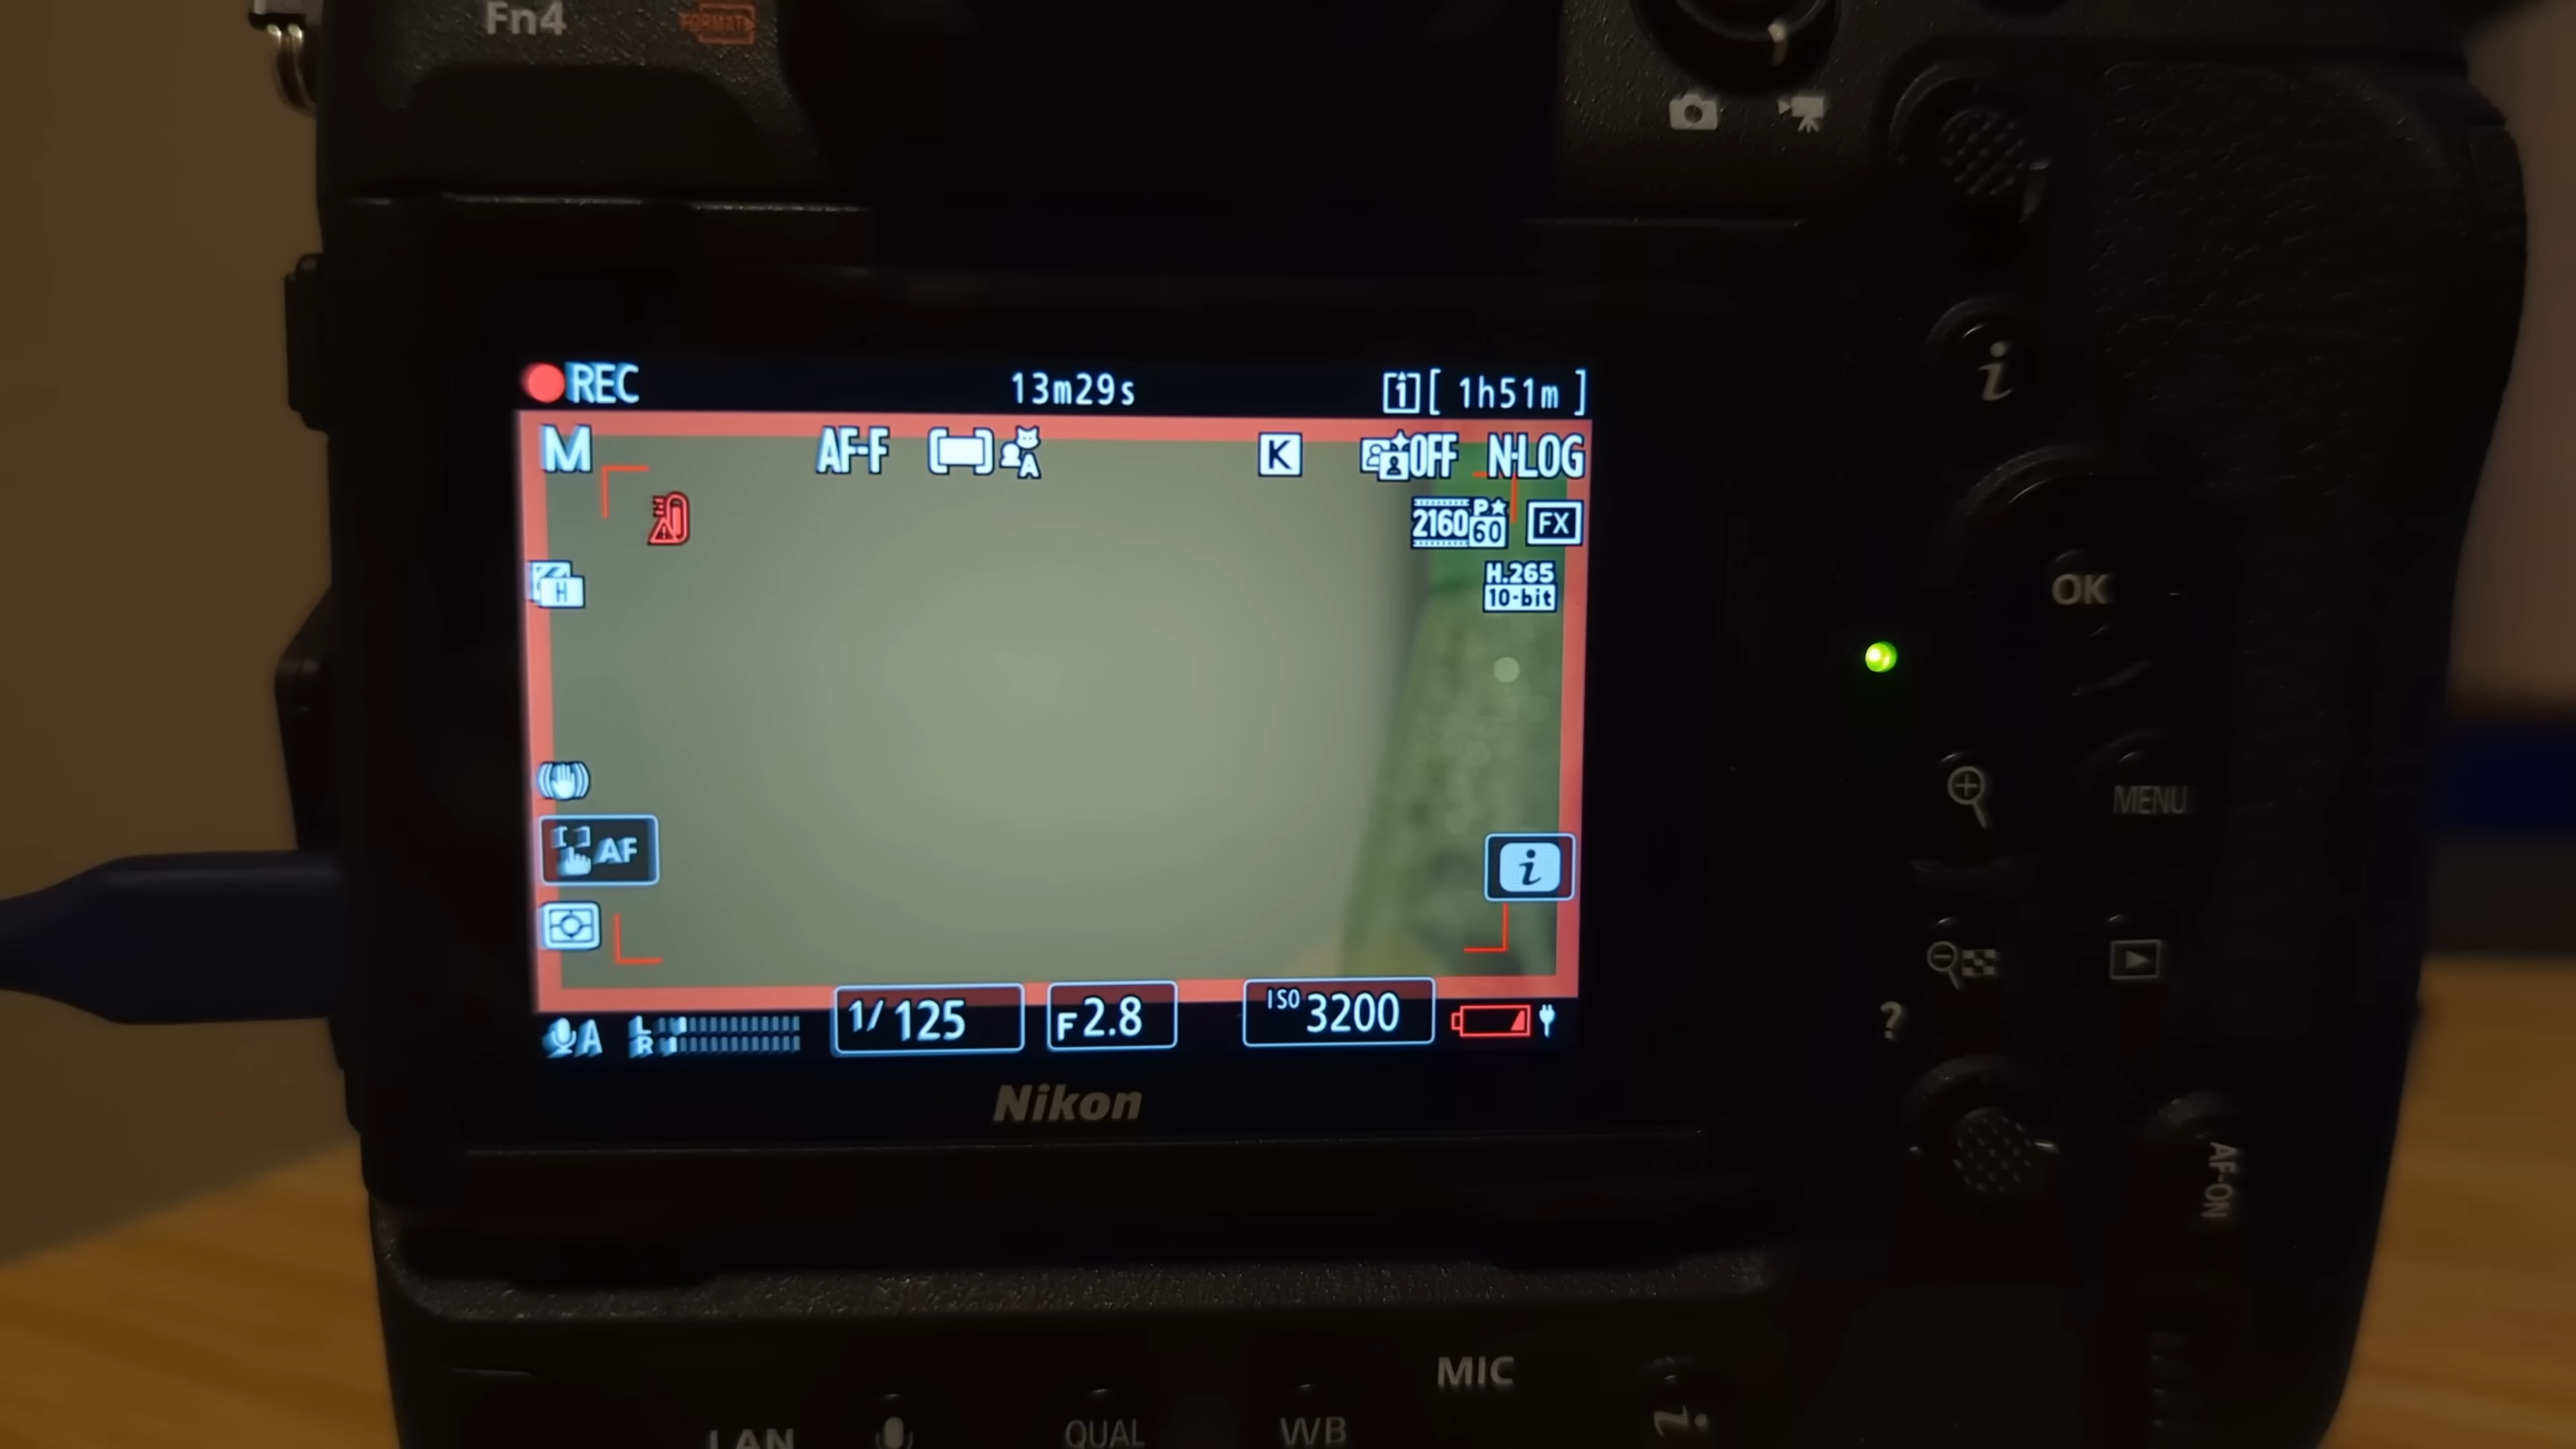 Fn4
FORMAT
REC 13m29s [ 1h51m ]
M AF-F A K OFF N-LOG
2160 P★ 60 FX
H
H.265
10-bit
i
OK
AF
MENU
i
A L R 1/125 F2.8 ISO 3200
?
Nikon
AF-ON
MIC
LAN QUAL WB i